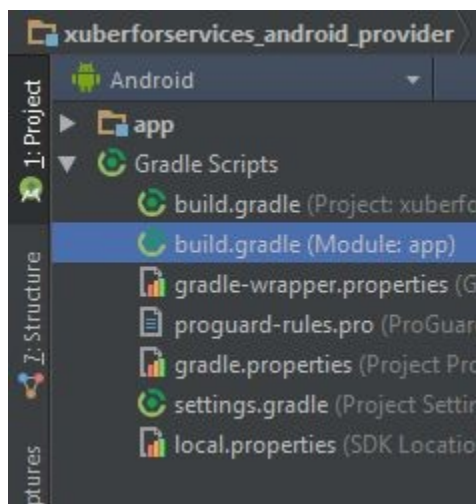 xuberforservices_android_provider
Android
1: Project
app
Gradle Scripts
build.gradle (Project: xuberfo
build.gradle (Module: app)
gradle-wrapper.properties (G
proguard-rules.pro (ProGuar
gradle.properties (Project Pro
settings.gradle (Project Settin
local.properties (SDK Locatio
7: Structure
ptures